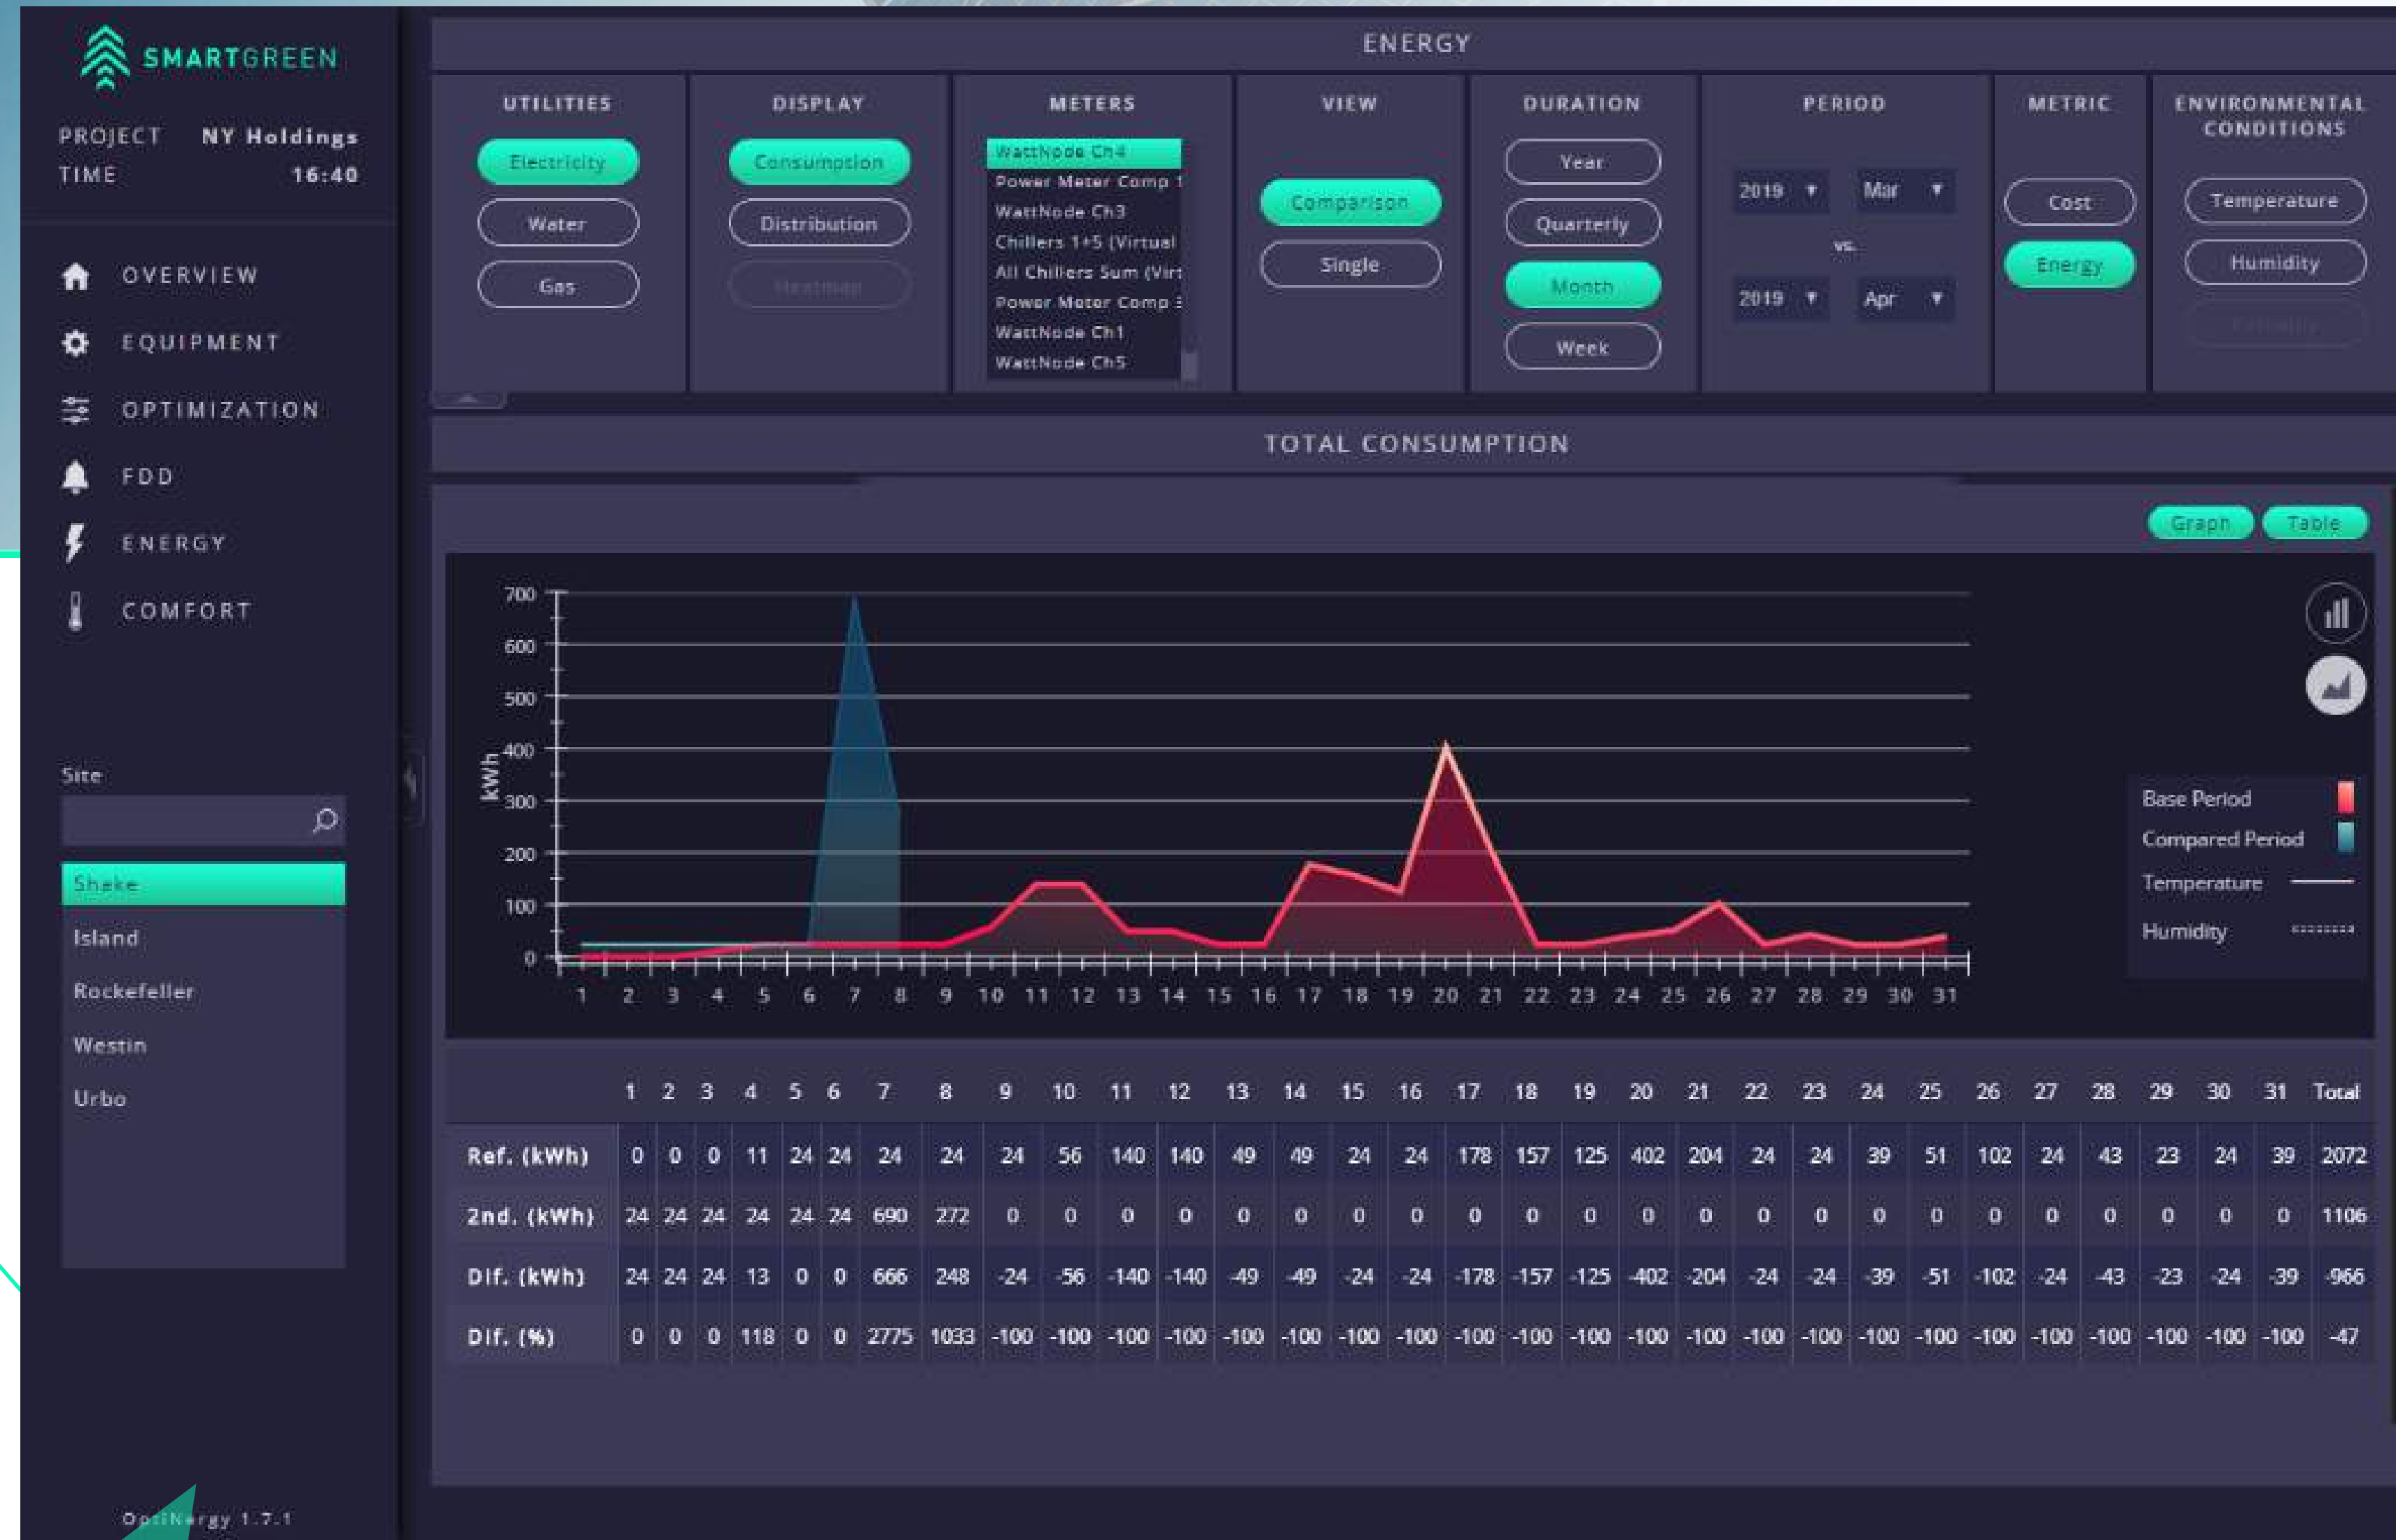 SMARTGREEN
PROJECT NY Holdings
TIME 16:40
OVERVIEW
EQUIPMENT
OPTIMIZATION
FDD
ENERGY
COMFORT
Site
Shake
Island
Rockefeller
Westin
Urbo
OptiNergy 1.7.1
ENERGY
UTILITIES
Electricity
Water
Gas
DISPLAY
Consumption
Distribution
Heatmap
METERS
WattNode Ch4
Power Meter Comp 1
WattNode Ch3
Chillers 1+5 (Virtual
All Chillers Sum (Virt
Power Meter Comp 3
WattNode Ch1
WattNode Ch5
VIEW
Comparison
Single
DURATION
Year
Quarterly
Month
Week
PERIOD
2019 Mar
vs.
2019 Apr
METRIC
Cost
Energy
ENVIRONMENTAL
CONDITIONS
Temperature
Humidity
TOTAL CONSUMPTION
Graph Table
700
600
500
400
300
200
100
0
kWh
1 2 3 4 5 6 7 8 9 10 11 12 13 14 15 16 17 18 19 20 21 22 23 24 25 26 27 28 29 30 31
Base Period
Compared Period
Temperature
Humidity
1 2 3 4 5 6 7 8 9 10 11 12 13 14 15 16 17 18 19 20 21 22 23 24 25 26 27 28 29 30 31 Total
Ref. (kWh) 0 0 0 11 24 24 24 24 24 56 140 140 49 49 24 24 178 157 125 402 204 24 24 39 51 102 24 43 23 24 39 2072
2nd. (kWh) 24 24 24 24 24 24 690 272 0 0 0 0 0 0 0 0 0 0 0 0 0 0 0 0 0 0 0 0 0 0 0 1106
Dif. (kWh) 24 24 24 13 0 0 666 248 -24 -56 -140 -140 -49 -49 -24 -24 -178 -157 -125 -402 -204 -24 -24 -39 -51 -102 -24 -43 -23 -24 -39 -966
Dif. (%) 0 0 0 118 0 0 2775 1033 -100 -100 -100 -100 -100 -100 -100 -100 -100 -100 -100 -100 -100 -100 -100 -100 -100 -100 -100 -100 -100 -100 -100 -47